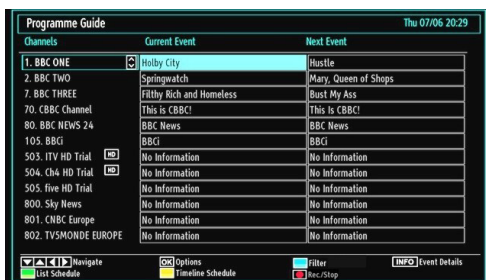 Programme Guide Thu 07/06 20:29
Channels Current Event Next Event
1. BBC ONE Holby City Hustle
2. BBC TWO Springwatch Mary, Queen of Shops
7. BBC THREE Filthy Rich and Homeless Bust My Ass
70. CBBC Channel This is CBBC! This Is CBBC!
80. BBC NEWS 24 BBC News BBC News
105. BBCi BBCi BBCi
503. ITV HD Trial HD No Information No Information
504. Ch4 HD Trial HD No Information No Information
505. five HD Trial No Information No Information
800. Sky News No Information No Information
801. CNBC Europe No Information No Information
802. TV5MONDE EUROPE No Information No Information
Navigate OK Options Filter INFO Event Details
List Schedule Timeline Schedule Rec./Stop